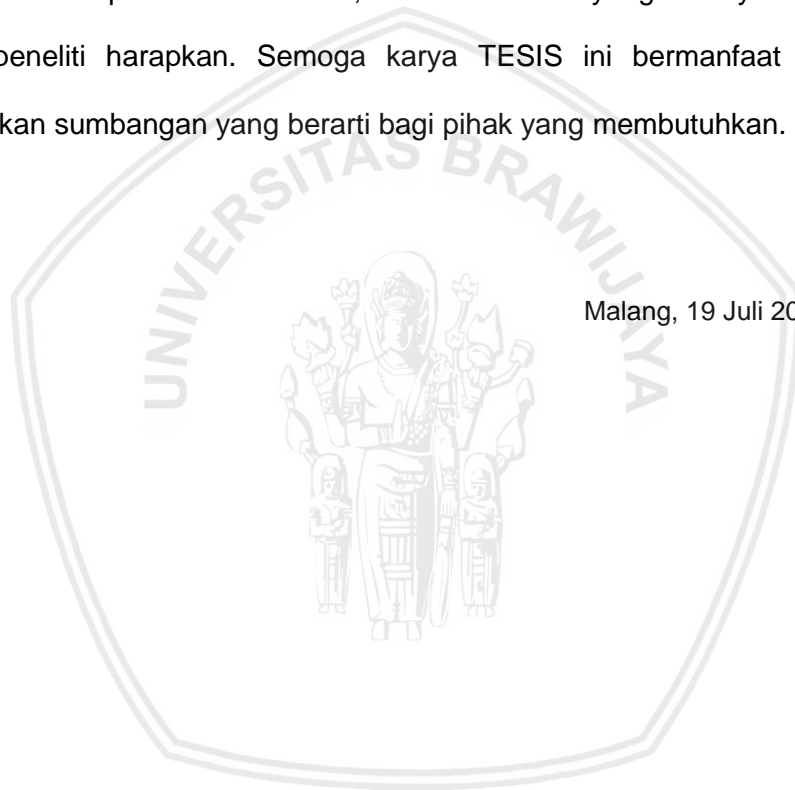 peneliti harapkan. Semoga karya TESIS ini bermanfaat
kan sumbangan yang berarti bagi pihak yang membutuhkan.
UNIVERSITAS BRAWIJAYA
Malang, 19 Juli 20